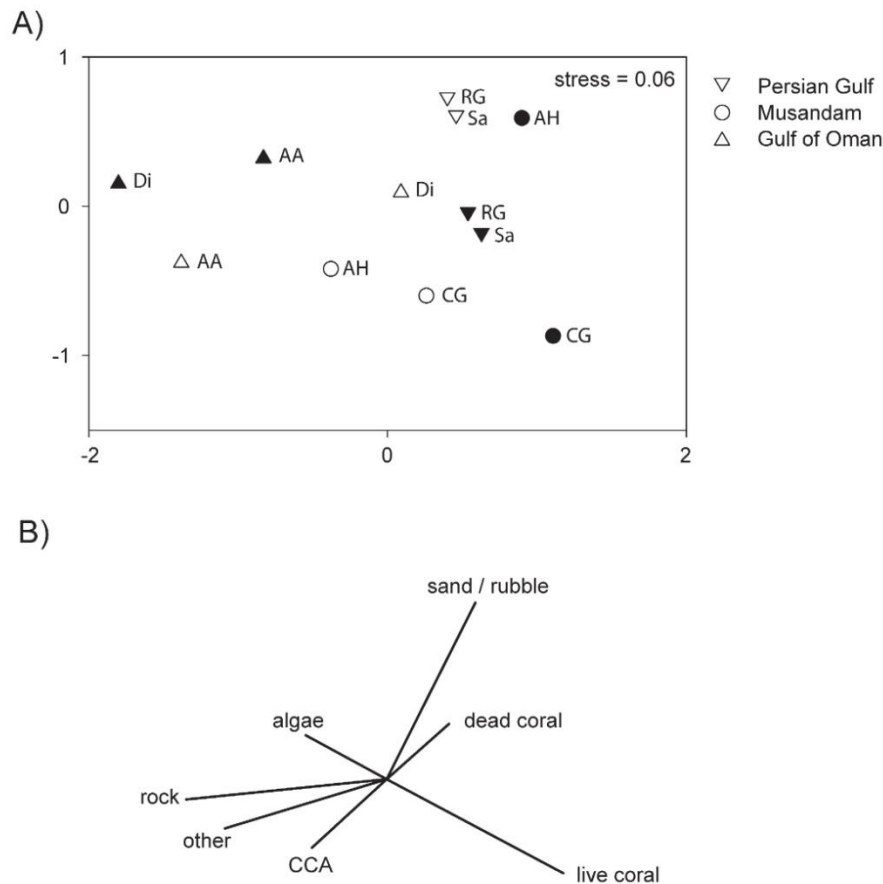 A)
1
0
-1
-2
0
2
stress = 0.06
RG
Sa
AH
AA
Di
Di
RG
Sa
AA
AH
CG
CG
Persian Gulf
Musandam
Gulf of Oman
B)
sand / rubble
algae
dead coral
rock
other
CCA
live coral